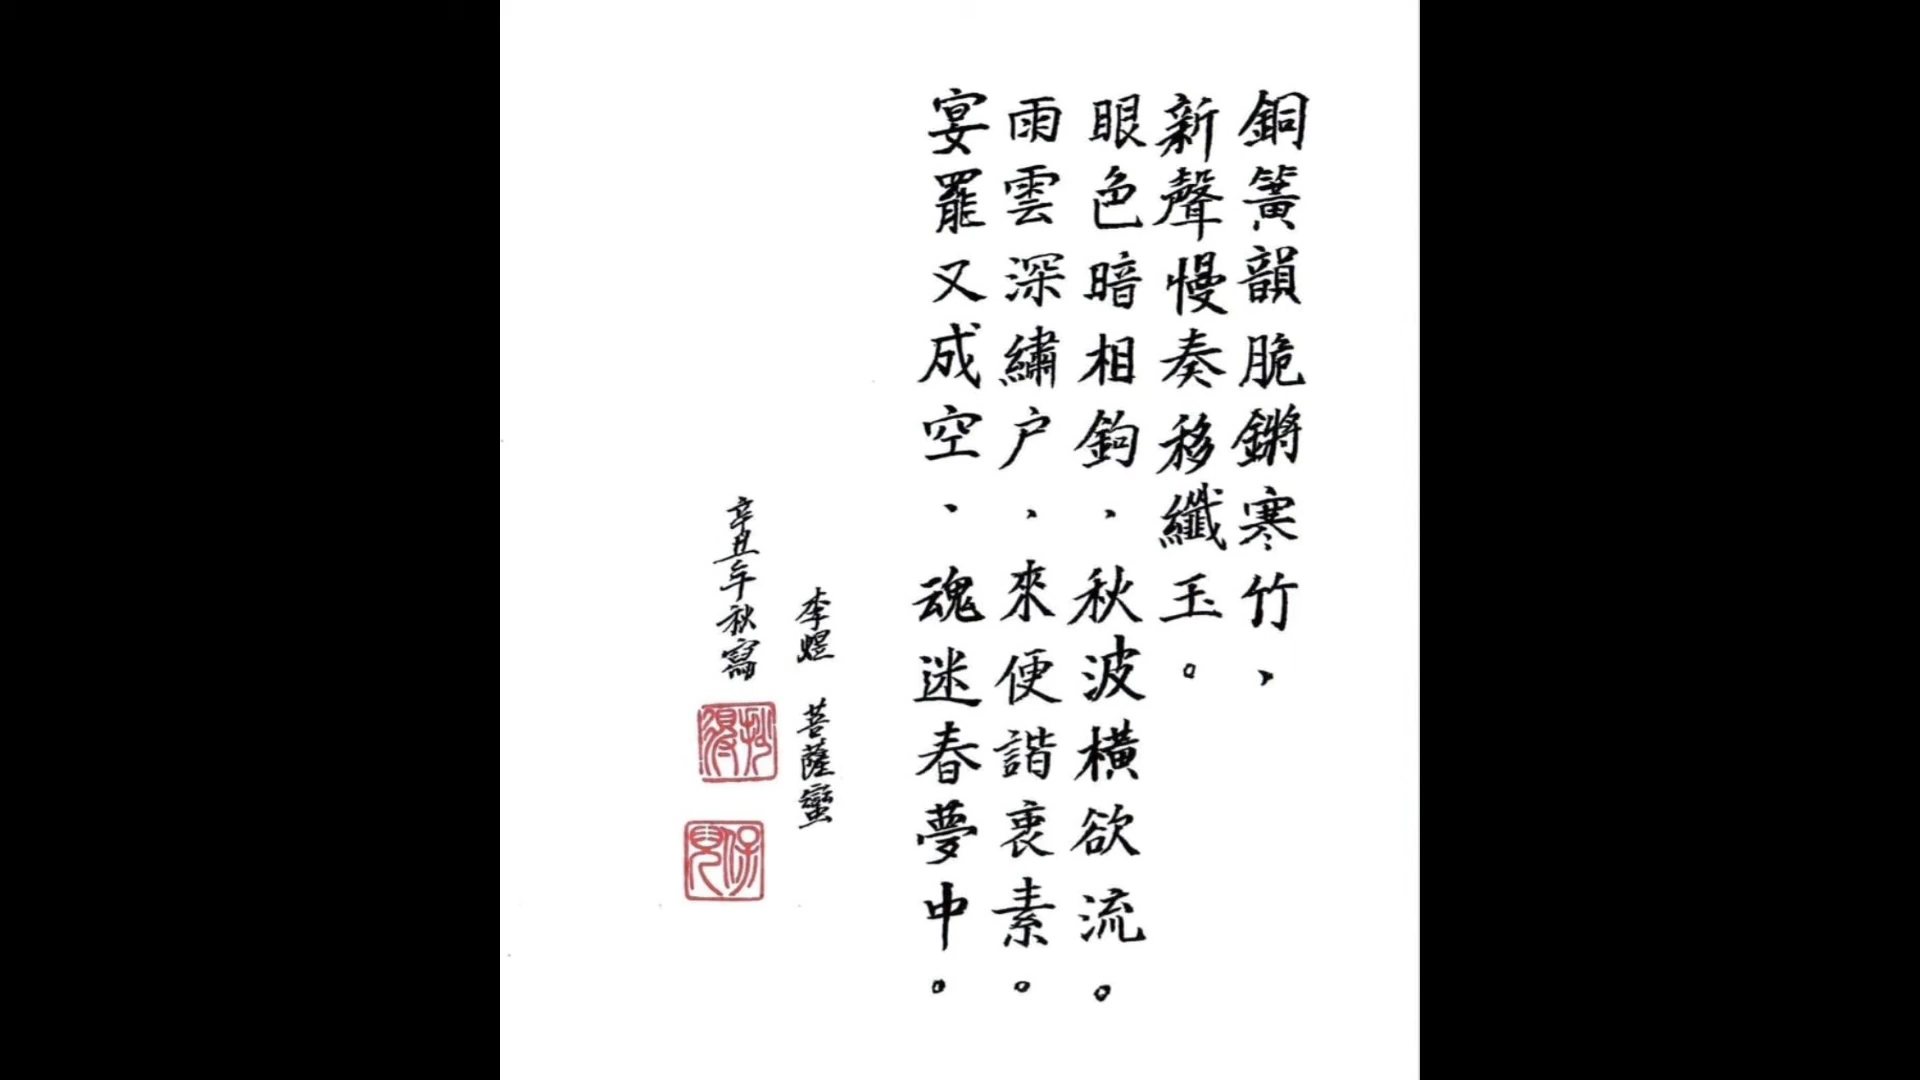 銅簧韻脆鏘寒竹、
新聲慢奏移纖玉。
眼色暗相鉤、秋波橫欲流。
雨雲深繡户、來便諧衷素。
宴罷又成空、魂迷春夢中。
李煜 菩薩蠻
辛丑年秋寫